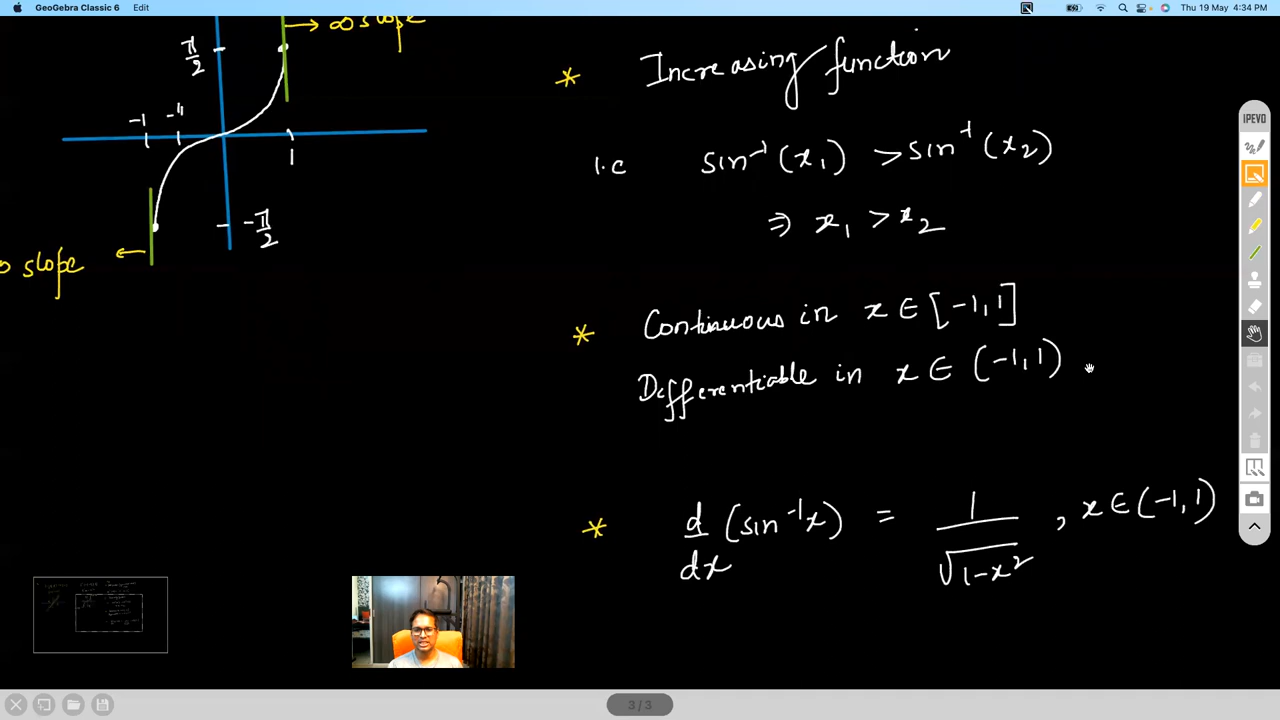 GeoGebra Classic 6 Edit Thu 19 May 4:34 PM
→ ∞ slope
π/2
-1 -1 1
-π/2
slope ←
* Increasing function
i.e sin⁻¹(x₁) > sin⁻¹(x₂)
⇒ x₁ > x₂
* Continuous in x ∈ [-1,1]
Differentiable in x ∈ (-1,1)
* d/dx (sin⁻¹x) = 1/√1-x² , x ∈ (-1,1)
IPEVO
3 / 3